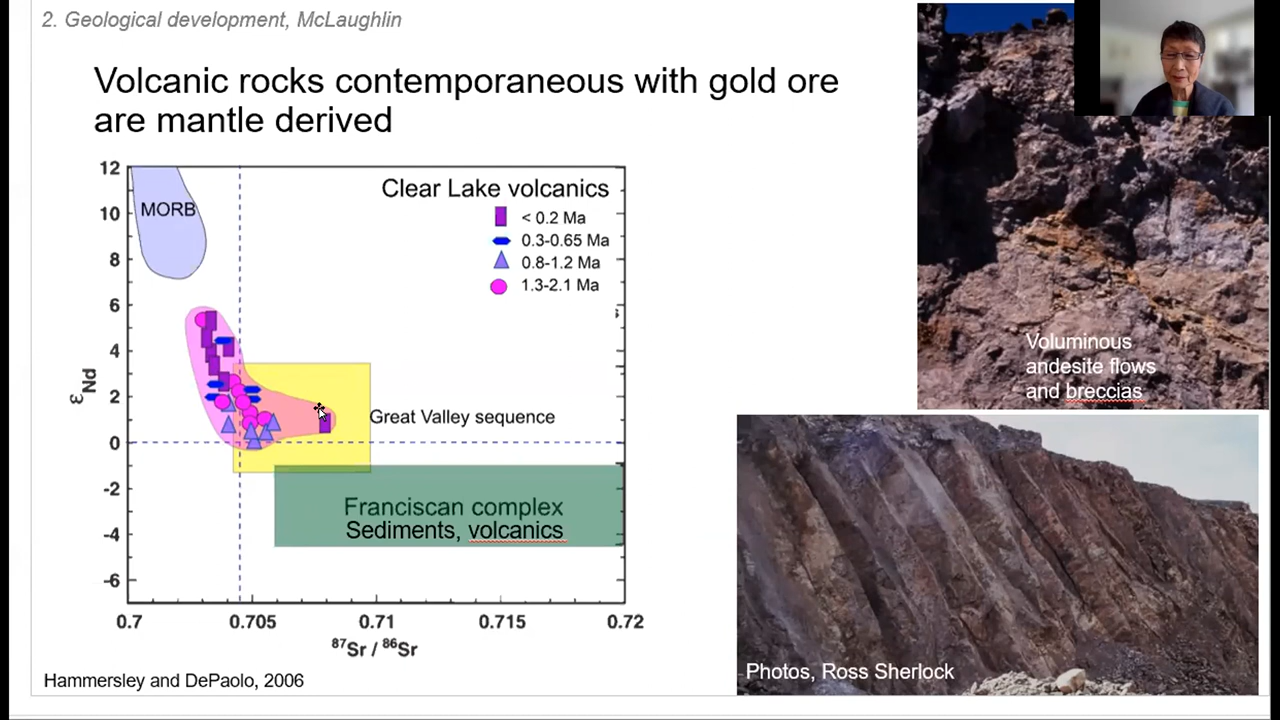 2. Geological development, McLaughlin
Volcanic rocks contemporaneous with gold ore
are mantle derived
Clear Lake volcanics
< 0.2 Ma
0.3-0.65 Ma
0.8-1.2 Ma
1.3-2.1 Ma
MORB
12
10
8
6
4
2
0
-2
-4
-6
εNd
Great Valley sequence
Franciscan complex
Sediments, volcanics
0.7
0.705
0.71
0.715
0.72
⁸⁷Sr / ⁸⁶Sr
Hammersley and DePaolo, 2006
Voluminous
andesite flows
and breccias
Photos, Ross Sherlock